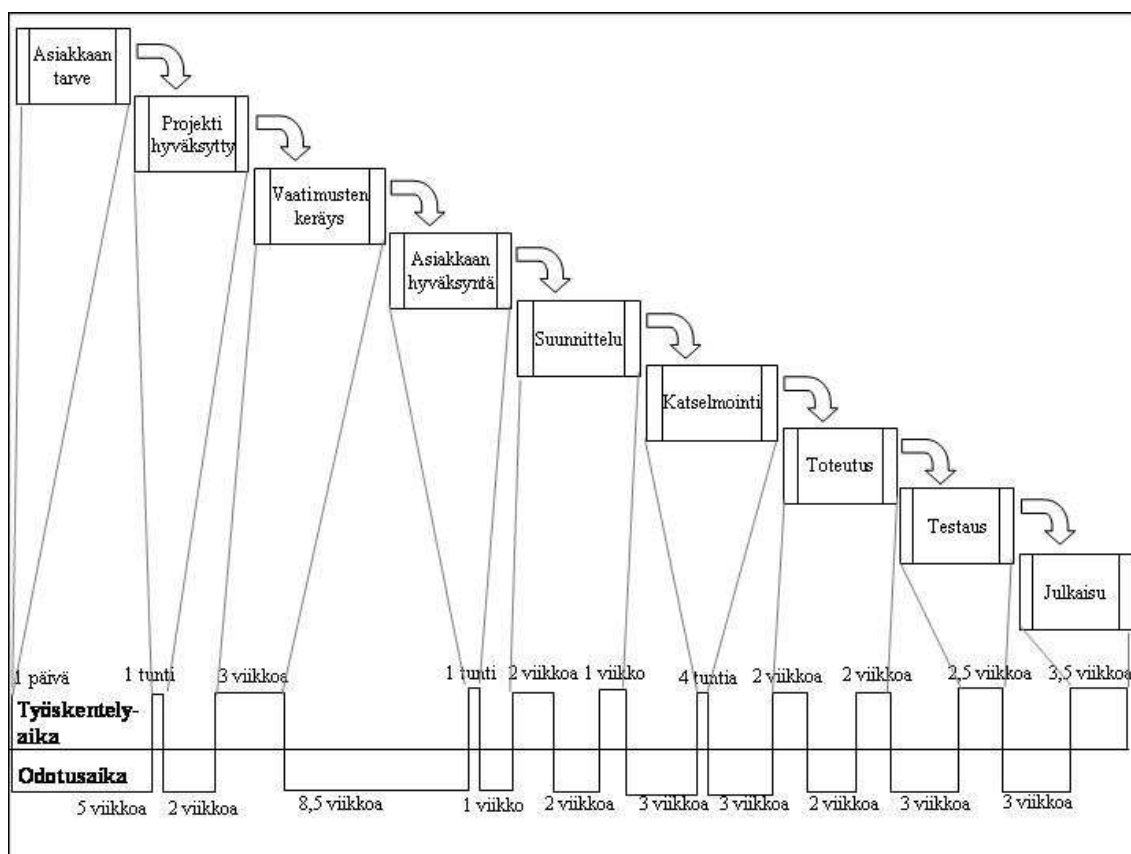 Asiakkaan
tarve
Projekti
hyväksytty
Vaatimusten
keräys
Asiakkaan
hyväksyntä
Suunnittelu
Katselmointi
Toteutus
Testaus
Julkaisu
1 päivä
1 tunti
3 viikkoa
1 tunti
2 viikkoa
1 viikko
4 tuntia
2 viikkoa
2 viikkoa
2,5 viikkoa
3,5 viikkoa
Työskentely-
aika
Odotusaika
5 viikkoa
2 viikkoa
8,5 viikkoa
1 viikko
2 viikkoa
3 viikkoa
3 viikkoa
2 viikkoa
3 viikkoa
3 viikkoa